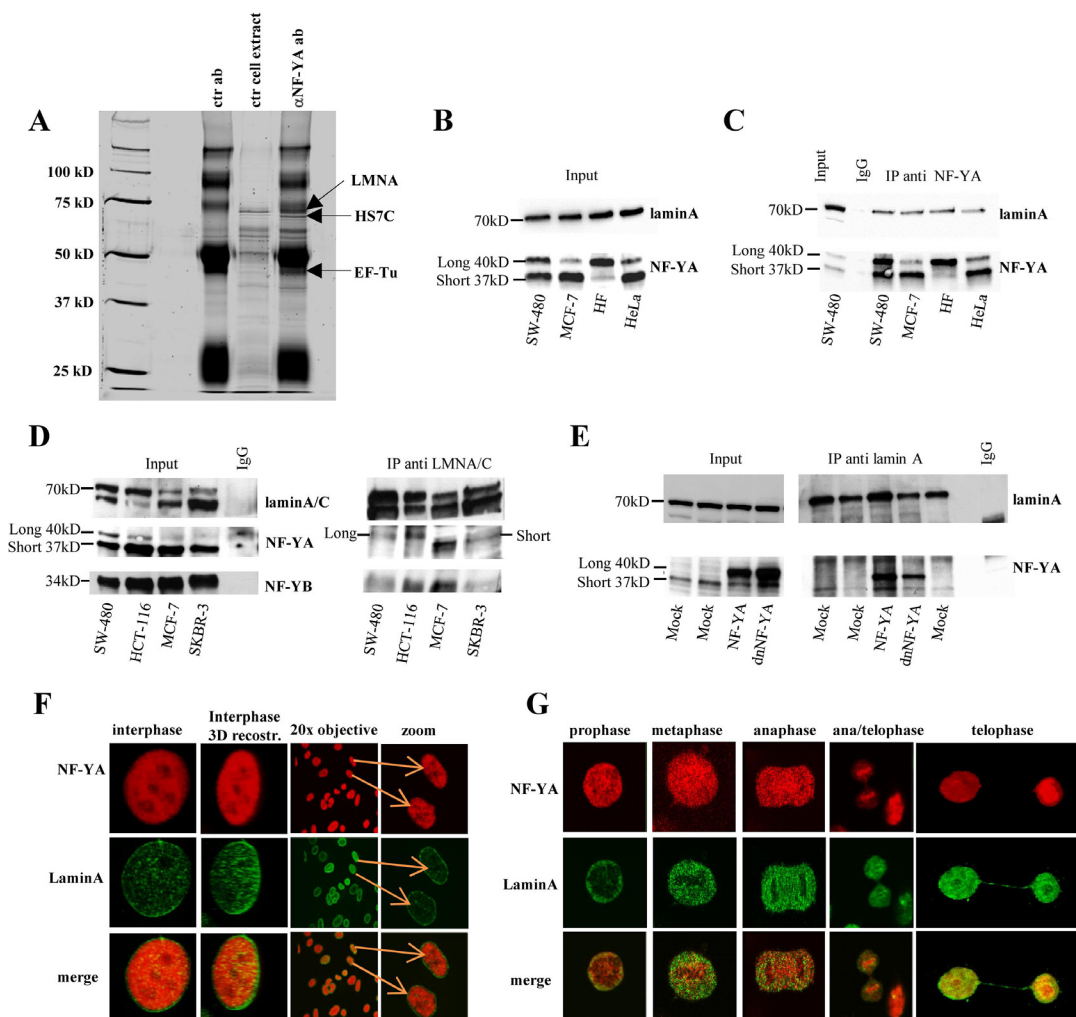 A
ctr ab
ctr cell extract
αNF-YA ab
100 kD
75 kD
50 kD
37 kD
25 kD
LMNA
HS7C
EF-Tu
B
Input
70kD
laminA
Long 40kD
Short 37kD
NF-YA
SW-480
MCF-7
HF
HeLa
C
Input
IgG
IP anti NF-YA
70kD
laminA
Long 40kD
Short 37kD
NF-YA
SW-480
SW-480
MCF-7
HF
HeLa
D
Input
IgG
IP anti LMNA/C
70kD
laminA/C
Long 40kD
Short 37kD
NF-YA
Long
Short
34kD
NF-YB
SW-480
HCT-116
MCF-7
SKBR-3
SW-480
HCT-116
MCF-7
SKBR-3
E
Input
IP anti lamin A
IgG
70kD
laminA
Long 40kD
Short 37kD
NF-YA
Mock
Mock
NF-YA
dnNF-YA
Mock
Mock
NF-YA
dnNF-YA
Mock
F
interphase
Interphase
3D recostr.
20x objective
zoom
NF-YA
LaminA
merge
G
prophase
metaphase
anaphase
ana/telophase
telophase
NF-YA
LaminA
merge